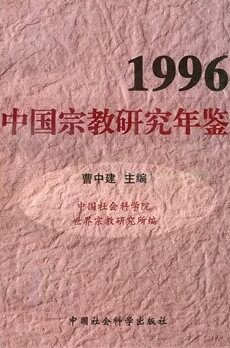 1996
中国宗教研究年鉴
曹中建 主编
中国社会科学院
世界宗教研究所编
中国社会科学出版社